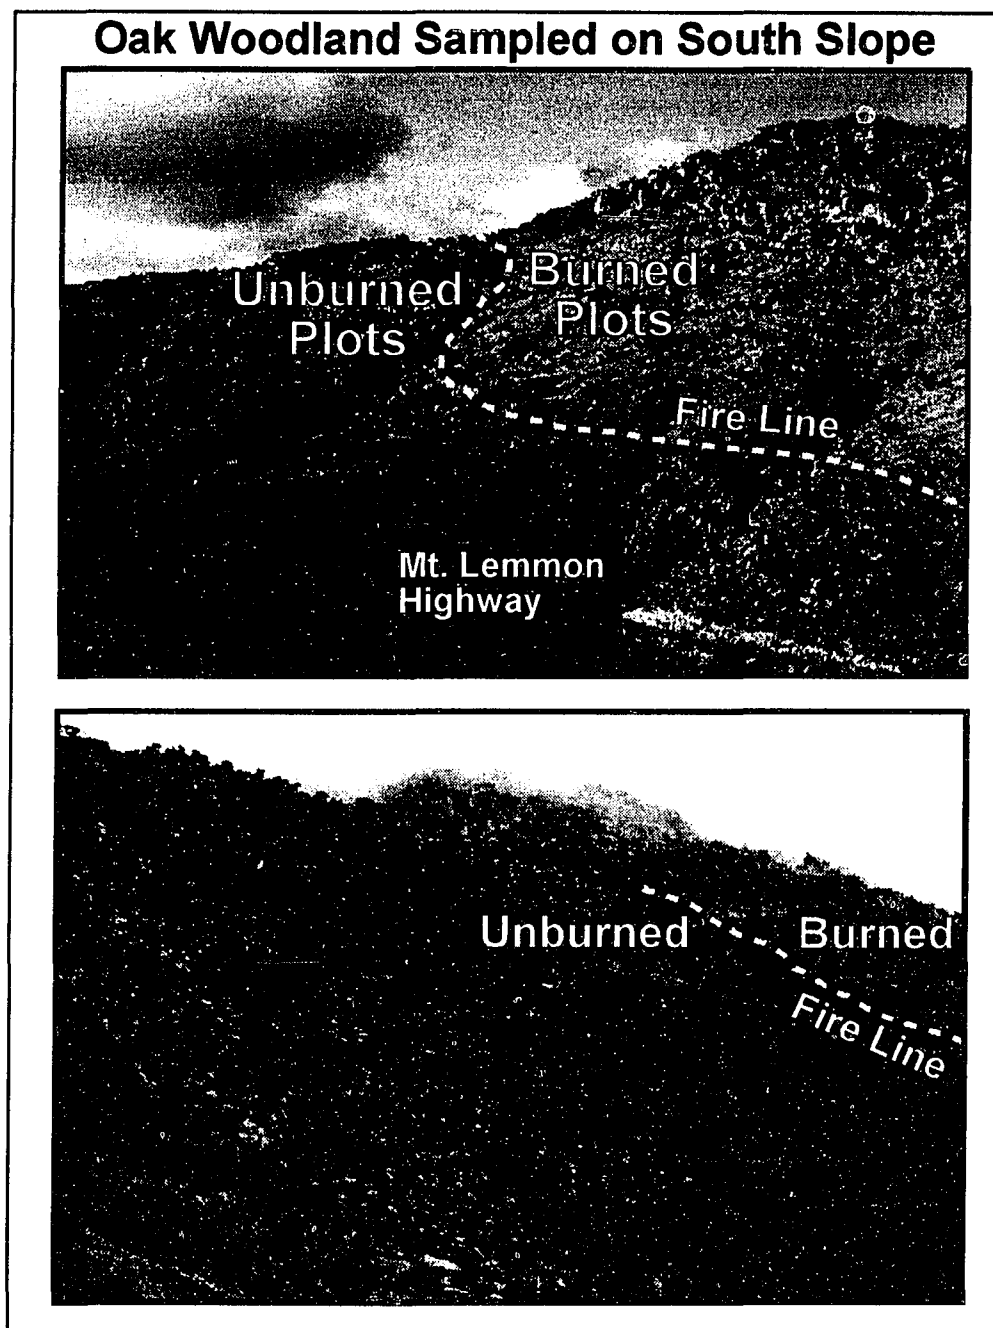 Oak Woodland Sampled on South Slope
Unburned
Plots
Burned
Plots
Fire Line
Mt. Lemmon
Highway
Unburned
Burned
Fire Line